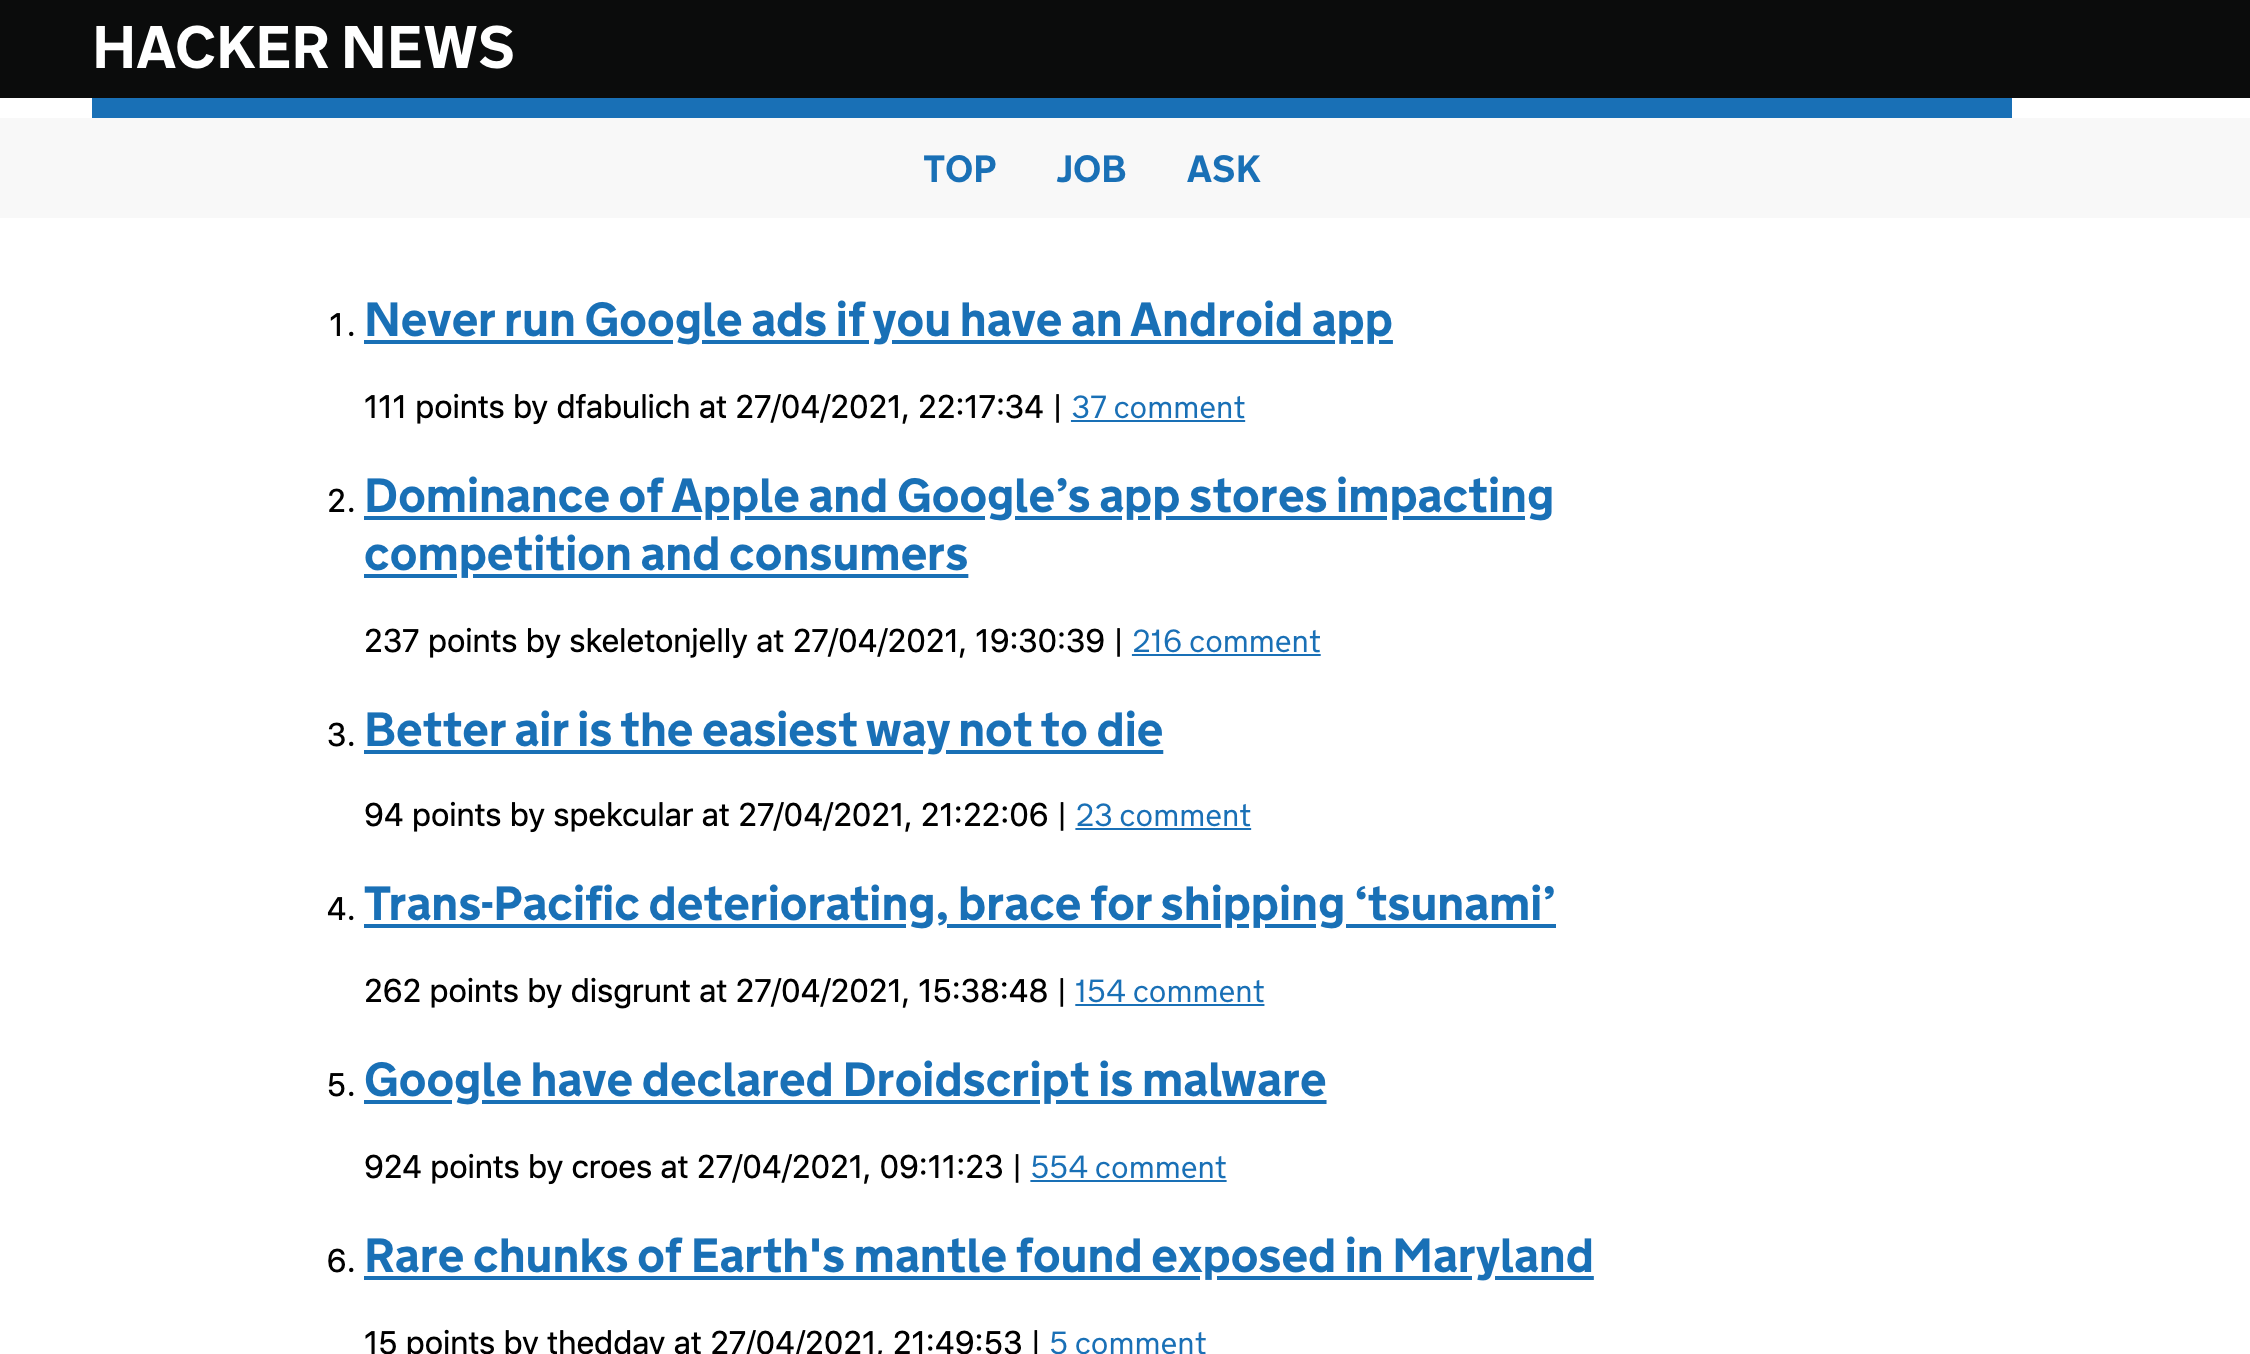 HACKER NEWS
TOP JOB ASK
1. Never run Google ads if you have an Android app
111 points by dfabulich at 27/04/2021, 22:17:34 | 37 comment
2. Dominance of Apple and Google’s app stores impacting
competition and consumers
237 points by skeletonjelly at 27/04/2021, 19:30:39 | 216 comment
3. Better air is the easiest way not to die
94 points by spekcular at 27/04/2021, 21:22:06 | 23 comment
4. Trans-Pacific deteriorating, brace for shipping ‘tsunami’
262 points by disgrunt at 27/04/2021, 15:38:48 | 154 comment
5. Google have declared Droidscript is malware
924 points by croes at 27/04/2021, 09:11:23 | 554 comment
6. Rare chunks of Earth's mantle found exposed in Maryland
15 points by thedday at 27/04/2021, 21:49:53 | 5 comment